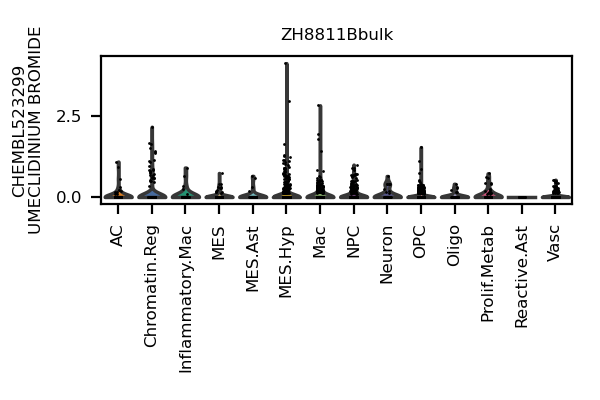 ZH8811Bbulk
CHEMBL523299
UMECLIDINIUM BROMIDE
2.5
0.0
AC
Chromatin.Reg
Inflammatory.Mac
MES
MES.Ast
MES.Hyp
Mac
NPC
Neuron
OPC
Oligo
Prolif.Metab
Reactive.Ast
Vasc